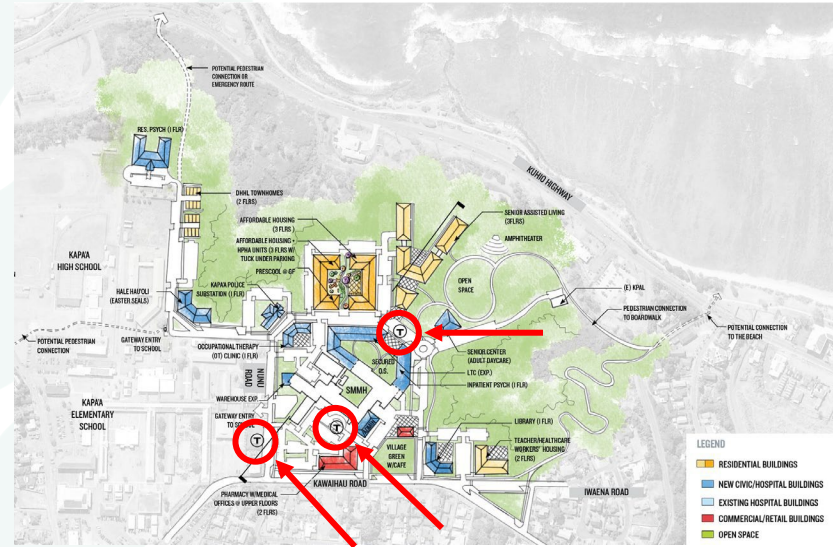 POTENTIAL PEDESTRIAN
CONNECTION OR
EMERGENCY ROUTE
RES. PSYCH (1 FLR)
KUHIO HIGHWAY
DHHL TOWNHOMES
(2 FLRS)
SENIOR ASSISTED LIVING
(3FLRS)
AFFORDABLE HOUSING
(3 FLRS)
AMPHITHEATER
AFFORDABLE HOUSING +
HPHA UNITS (3 FLRS W/
TUCK UNDER PARKING
KAPA'A
HIGH SCHOOL
PRESCOOL @ GF
OPEN
SPACE
(E) KPAL
HALE HAUOLI
(EASTER SEALS)
KAPA'A POLICE
SUBSTATION (1 FLR)
PEDESTRIAN CONNECTION
TO BOARDWALK
POTENTIAL CONNECTION
TO THE BEACH
POTENTIAL PEDESTRIAN
CONNECTION
GATEWAY ENTRY
TO SCHOOL
OCCUPATIONAL THERAPY
(OT) CLINIC (1 FLR)
T
SECURED
O.S.
SENIOR CENTER
(ADULT DAYCARE)
LTC (EXP.)
INPATIENT PSYCH (1 FLR)
NUNU
ROAD
SMMH
WAREHOUSE EXP.
KAPA'A
ELEMENTARY
SCHOOL
GATEWAY ENTRY
TO SCHOOL
T
T
LIBRARY (1 FLR)
VILLAGE
GREEN
W/CAFE
TEACHER/HEALTHCARE
WORKERS' HOUSING
(2 FLRS)
KAWAIHAU ROAD
IWAENA ROAD
PHARMACY W/MEDICAL
OFFICES @ UPPER FLOORS
(2 FLRS)
LEGEND
RESIDENTIAL BUILDINGS
NEW CIVIC/HOSPITAL BUILDINGS
EXISTING HOSPITAL BUILDINGS
COMMERCIAL/RETAIL BUILDINGS
OPEN SPACE